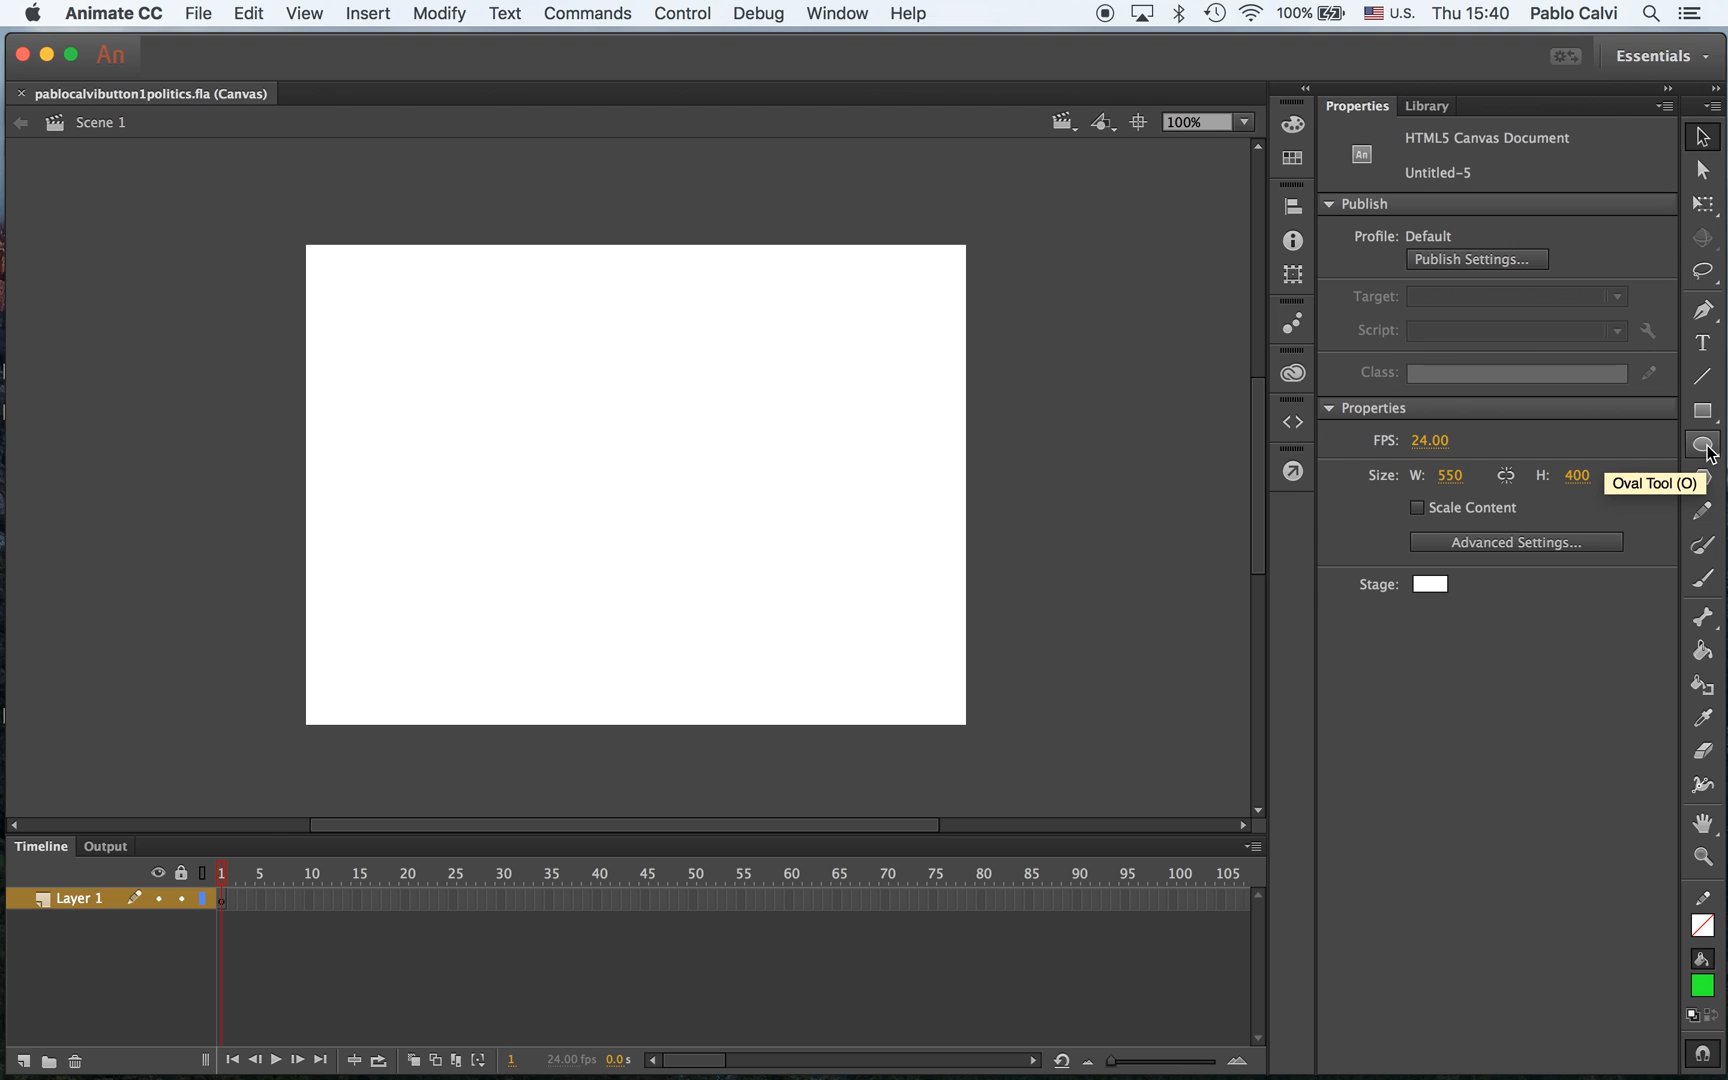 Animate CC File Edit View Insert Modify Text Commands Control Debug Window Help 100% U.S. Thu 15:40 Pablo Calvi
An Essentials
× pablocalvibutton1politics.fla (Canvas)
Scene 1 100%
Properties Library
HTML5 Canvas Document
An
Untitled-5
Publish
Profile: Default
Publish Settings...
Target:
Script:
Class:
Properties
FPS: 24.00
Size: W: 550 H: 400
Oval Tool (O)
Scale Content
Advanced Settings...
Stage:
T
Timeline Output
1 5 10 15 20 25 30 35 40 45 50 55 60 65 70 75 80 85 90 95 100 105
Layer 1
1 24.00 fps 0.0 s